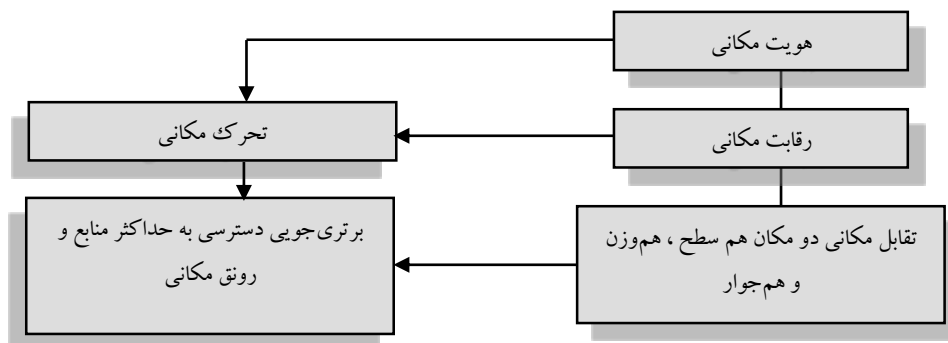 هویت مکانی
تحرك مکانی
رقابت مکانی
برتری‌جویی دسترسی به حداکثر منابع و
رونق مکانی
تقابل مکانی دو مکان هم سطح ، هم‌وزن
و هم‌جوار